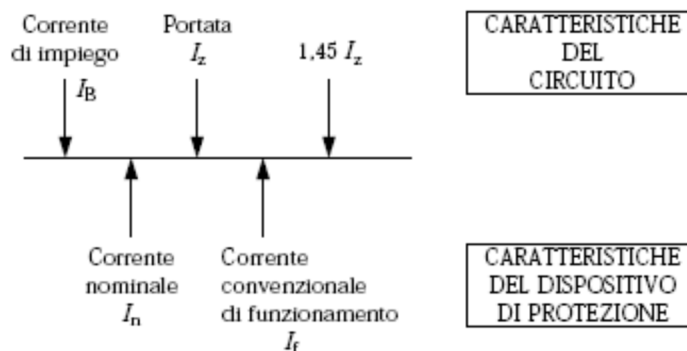 Corrente
di impiego
I_B
Portata
I_z
1,45 I_z
CARATTERISTICHE
DEL
CIRCUITO
Corrente
nominale
I_n
Corrente
convenzionale
di funzionamento
I_f
CARATTERISTICHE
DEL DISPOSITIVO
DI PROTEZIONE